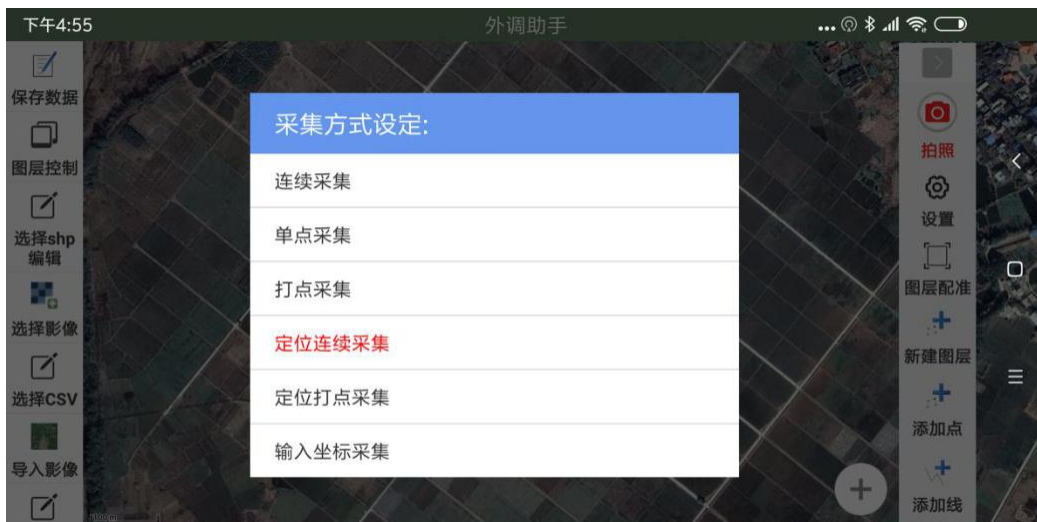 下午4:55
外调助手
保存数据
图层控制
选择shp
编辑
选择影像
选择CSV
导入影像
采集方式设定:
连续采集
单点采集
打点采集
定位连续采集
定位打点采集
输入坐标采集
拍照
设置
图层配准
新建图层
添加点
添加线